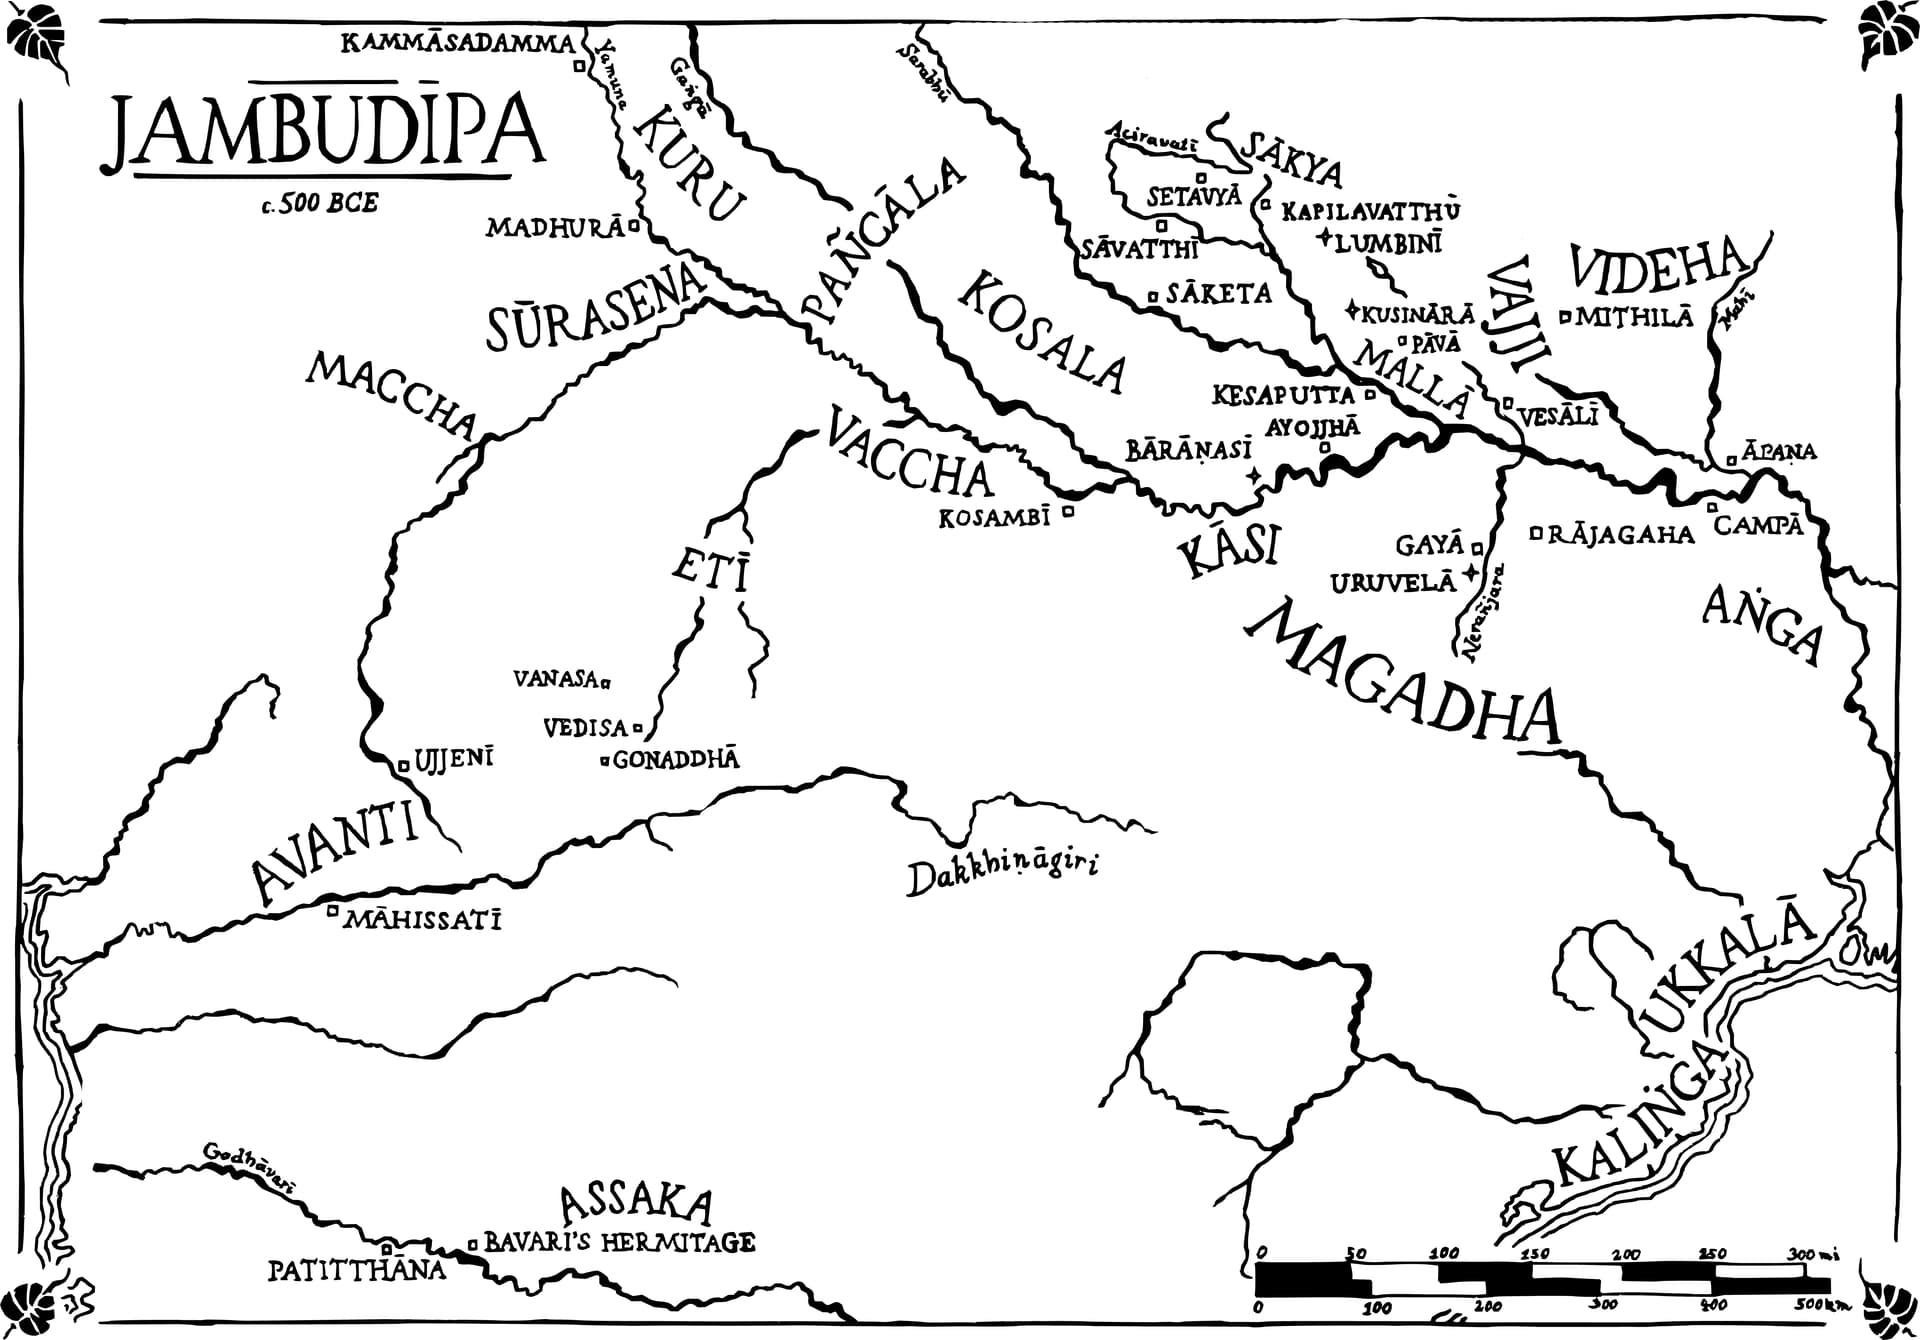 KAMMĀSADAMMA
Yamuna
Gaṅgā
Sarabhū
JAMBUDĪPA
c. 500 BCE
KURU
Aciravatī
SĀKYA
SETAVYĀ
KAPILAVATTHŪ
LUMBINĪ
MADHURĀ
PAÑCĀLA
SĀVATTHĪ
VIDEHA
SŪRASENA
KOSALA
SĀKETA
KUSINĀRĀ
PĀVĀ
VAJJI
MITHILĀ
Mahī
MACCHA
MALLĀ
KESAPUTTA
AYOJJHĀ
VESĀLĪ
VACCHA
BĀRĀṆASĪ
ĀPAṆA
KOSAMBĪ
KĀSI
GAYĀ
RĀJAGAHA
CAMPĀ
ETĪ
URUVELĀ
Nerañjara
AṄGA
MAGADHA
VANASA
VEDISA
GONADDHĀ
UJJENĪ
AVANTI
Dakkhiṇāgiri
MĀHISSATĪ
UKKALĀ
KALIṄGA
Godhāvarī
ASSAKA
BAVARI'S HERMITAGE
PATITTHĀNA
0 50 100 150 200 250 300 mi
0 100 200 300 400 500 km